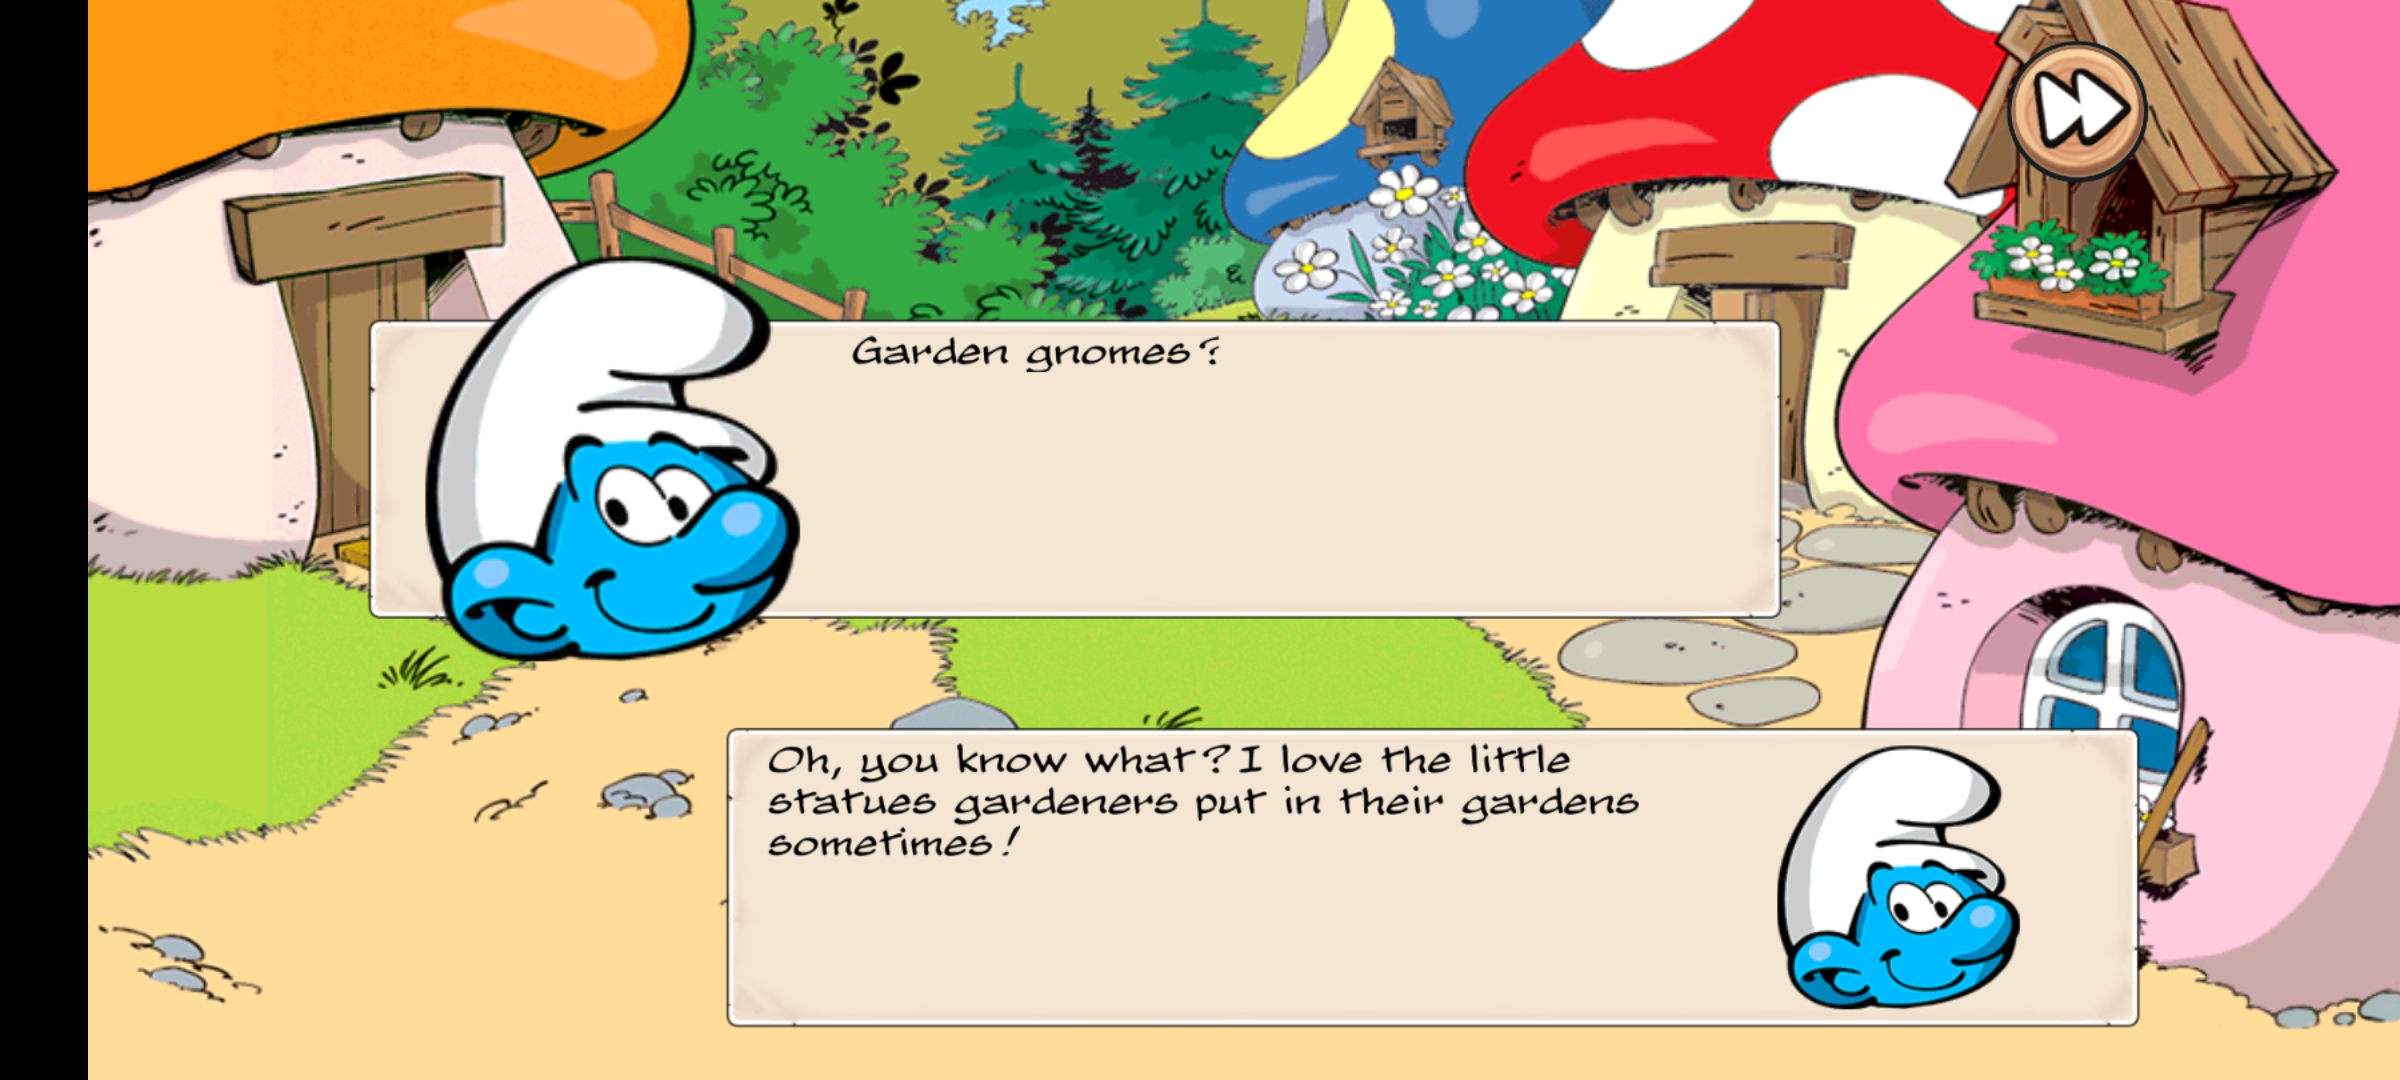 Garden gnomes?
Oh, you know what? I love the little
statues gardeners put in their gardens
sometimes!